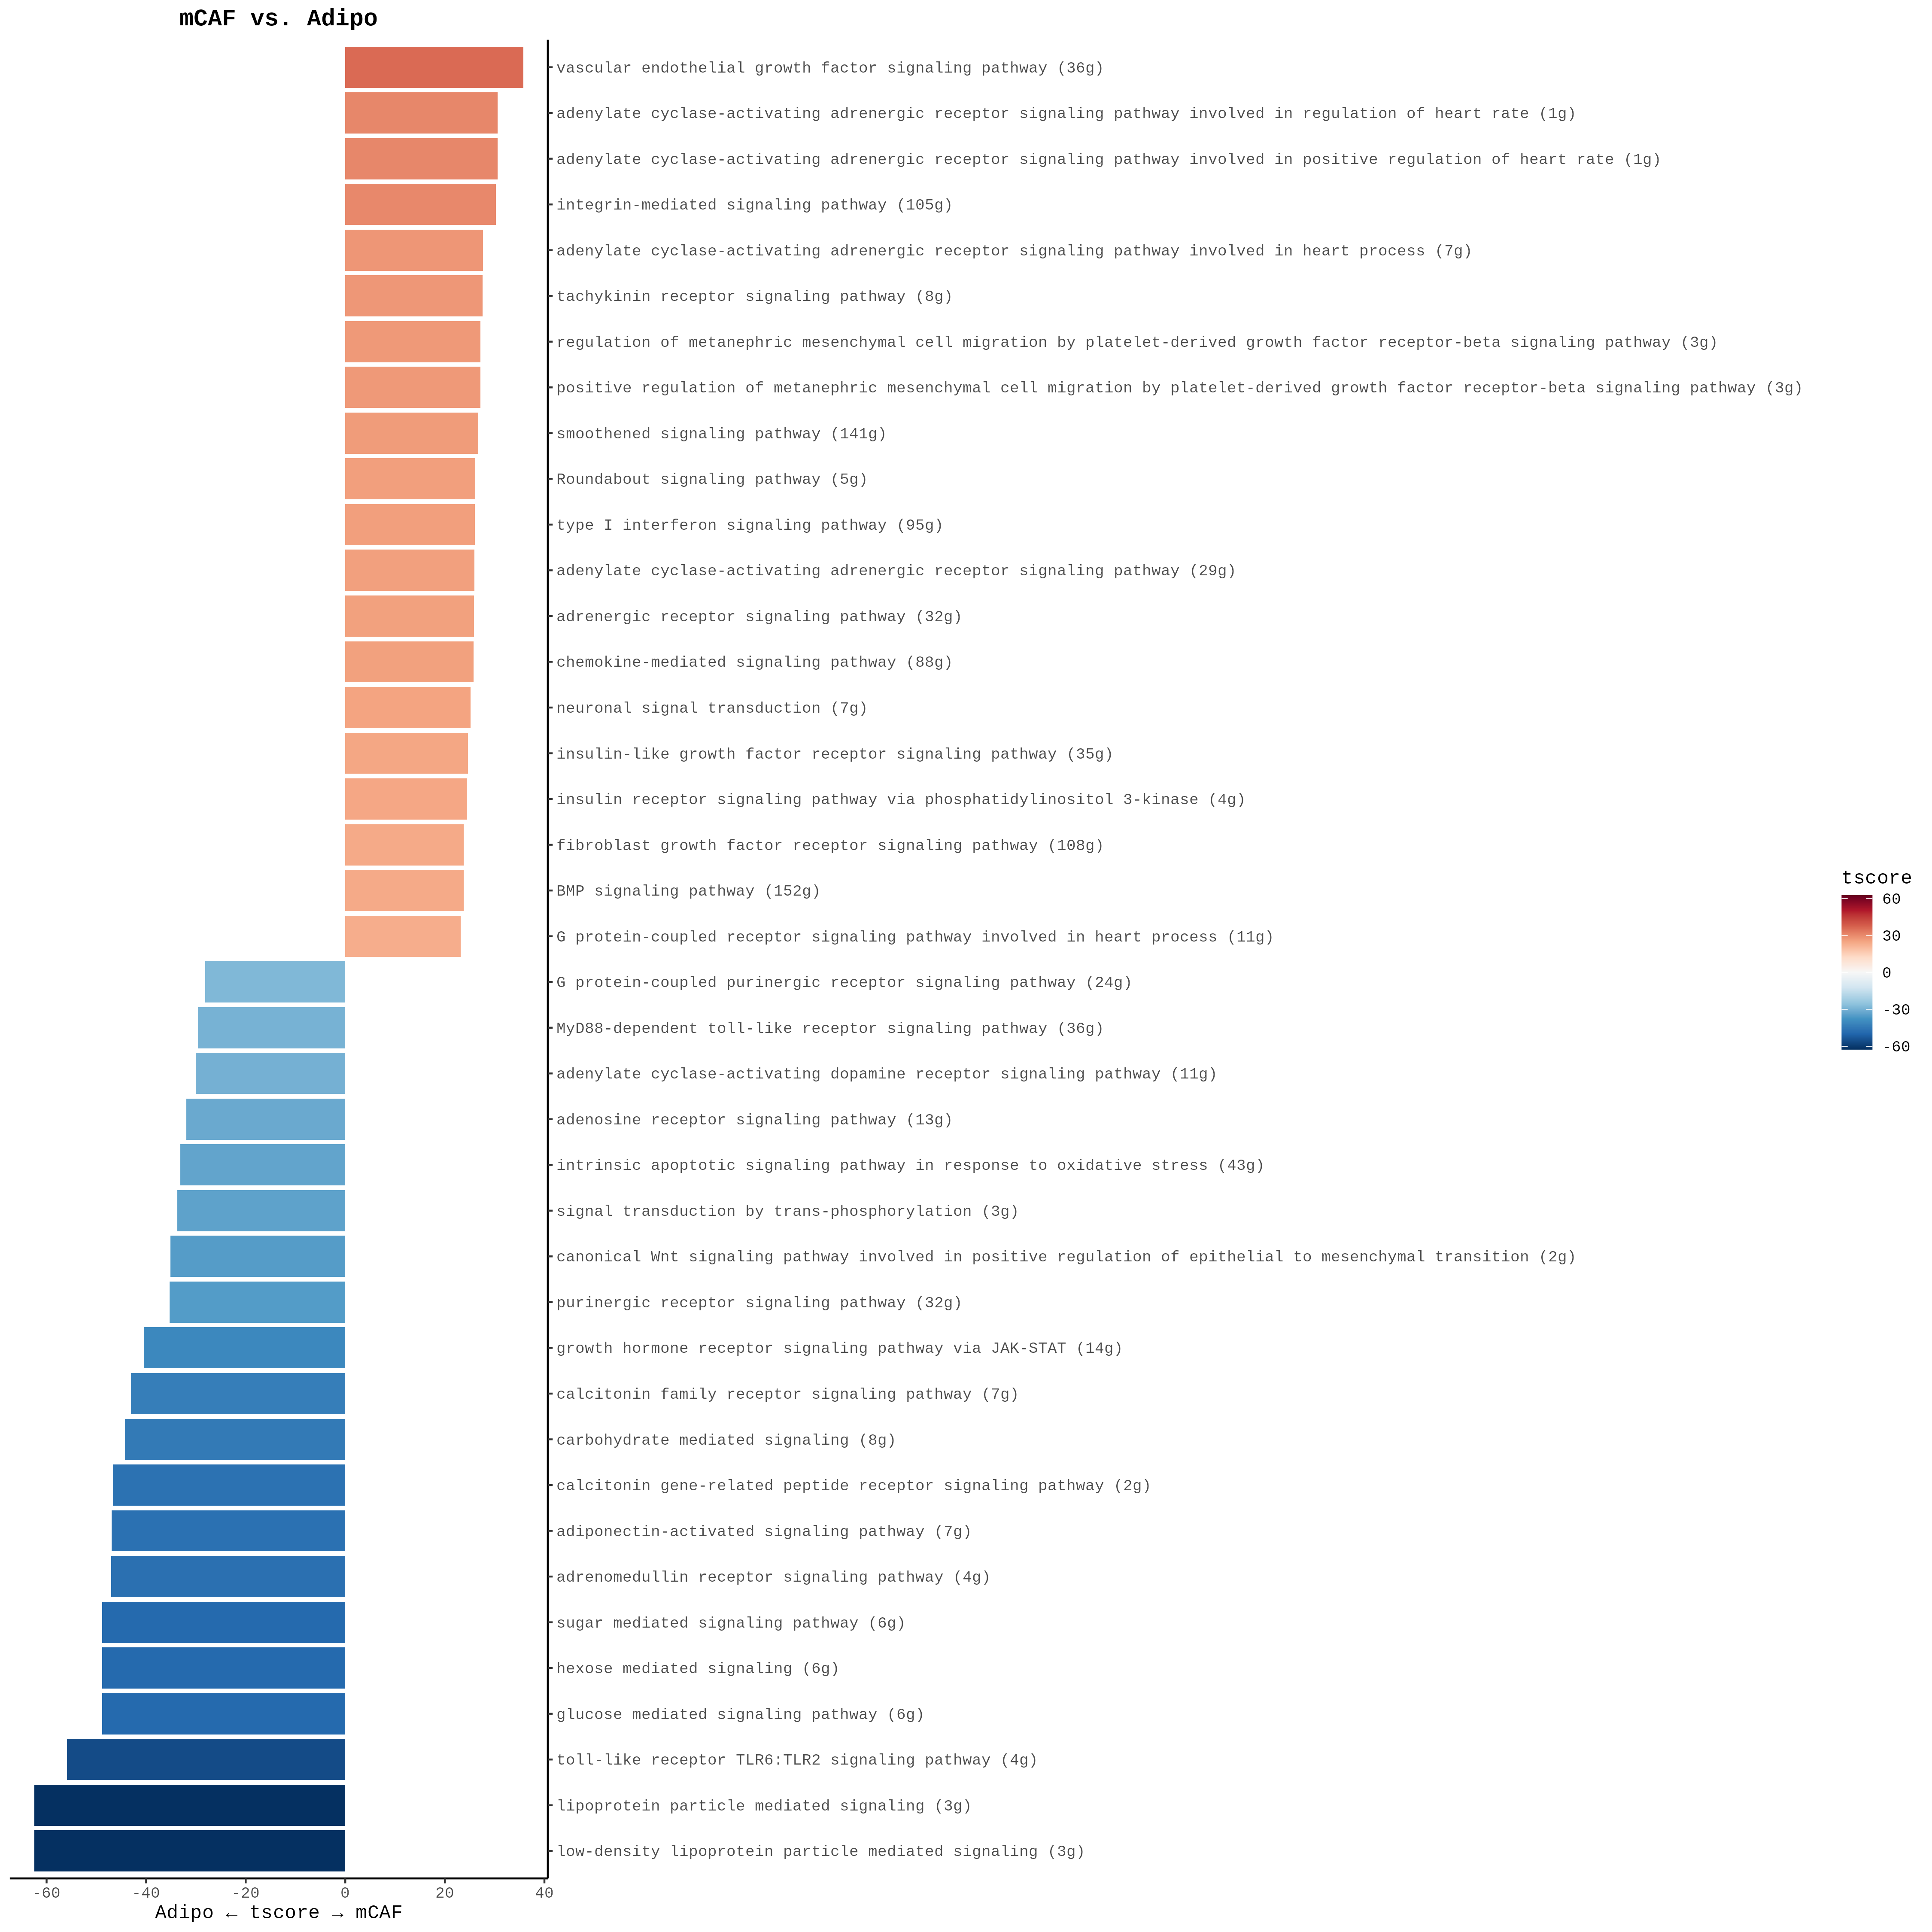 mCAF vs. Adipo
vascular endothelial growth factor signaling pathway (36g)
adenylate cyclase-activating adrenergic receptor signaling pathway involved in regulation of heart rate (1g)
adenylate cyclase-activating adrenergic receptor signaling pathway involved in positive regulation of heart rate (1g)
integrin-mediated signaling pathway (105g)
adenylate cyclase-activating adrenergic receptor signaling pathway involved in heart process (7g)
tachykinin receptor signaling pathway (8g)
regulation of metanephric mesenchymal cell migration by platelet-derived growth factor receptor-beta signaling pathway (3g)
positive regulation of metanephric mesenchymal cell migration by platelet-derived growth factor receptor-beta signaling pathway (3g)
smoothened signaling pathway (141g)
Roundabout signaling pathway (5g)
type I interferon signaling pathway (95g)
adenylate cyclase-activating adrenergic receptor signaling pathway (29g)
adrenergic receptor signaling pathway (32g)
chemokine-mediated signaling pathway (88g)
neuronal signal transduction (7g)
insulin-like growth factor receptor signaling pathway (35g)
insulin receptor signaling pathway via phosphatidylinositol 3-kinase (4g)
fibroblast growth factor receptor signaling pathway (108g)
BMP signaling pathway (152g)
G protein-coupled receptor signaling pathway involved in heart process (11g)
G protein-coupled purinergic receptor signaling pathway (24g)
MyD88-dependent toll-like receptor signaling pathway (36g)
adenylate cyclase-activating dopamine receptor signaling pathway (11g)
adenosine receptor signaling pathway (13g)
intrinsic apoptotic signaling pathway in response to oxidative stress (43g)
signal transduction by trans-phosphorylation (3g)
canonical Wnt signaling pathway involved in positive regulation of epithelial to mesenchymal transition (2g)
purinergic receptor signaling pathway (32g)
growth hormone receptor signaling pathway via JAK-STAT (14g)
calcitonin family receptor signaling pathway (7g)
carbohydrate mediated signaling (8g)
calcitonin gene-related peptide receptor signaling pathway (2g)
adiponectin-activated signaling pathway (7g)
adrenomedullin receptor signaling pathway (4g)
sugar mediated signaling pathway (6g)
hexose mediated signaling (6g)
glucose mediated signaling pathway (6g)
toll-like receptor TLR6:TLR2 signaling pathway (4g)
lipoprotein particle mediated signaling (3g)
low-density lipoprotein particle mediated signaling (3g)
-60 -40 -20 0 20 40
Adipo ← tscore → mCAF
tscore
60
30
0
-30
-60